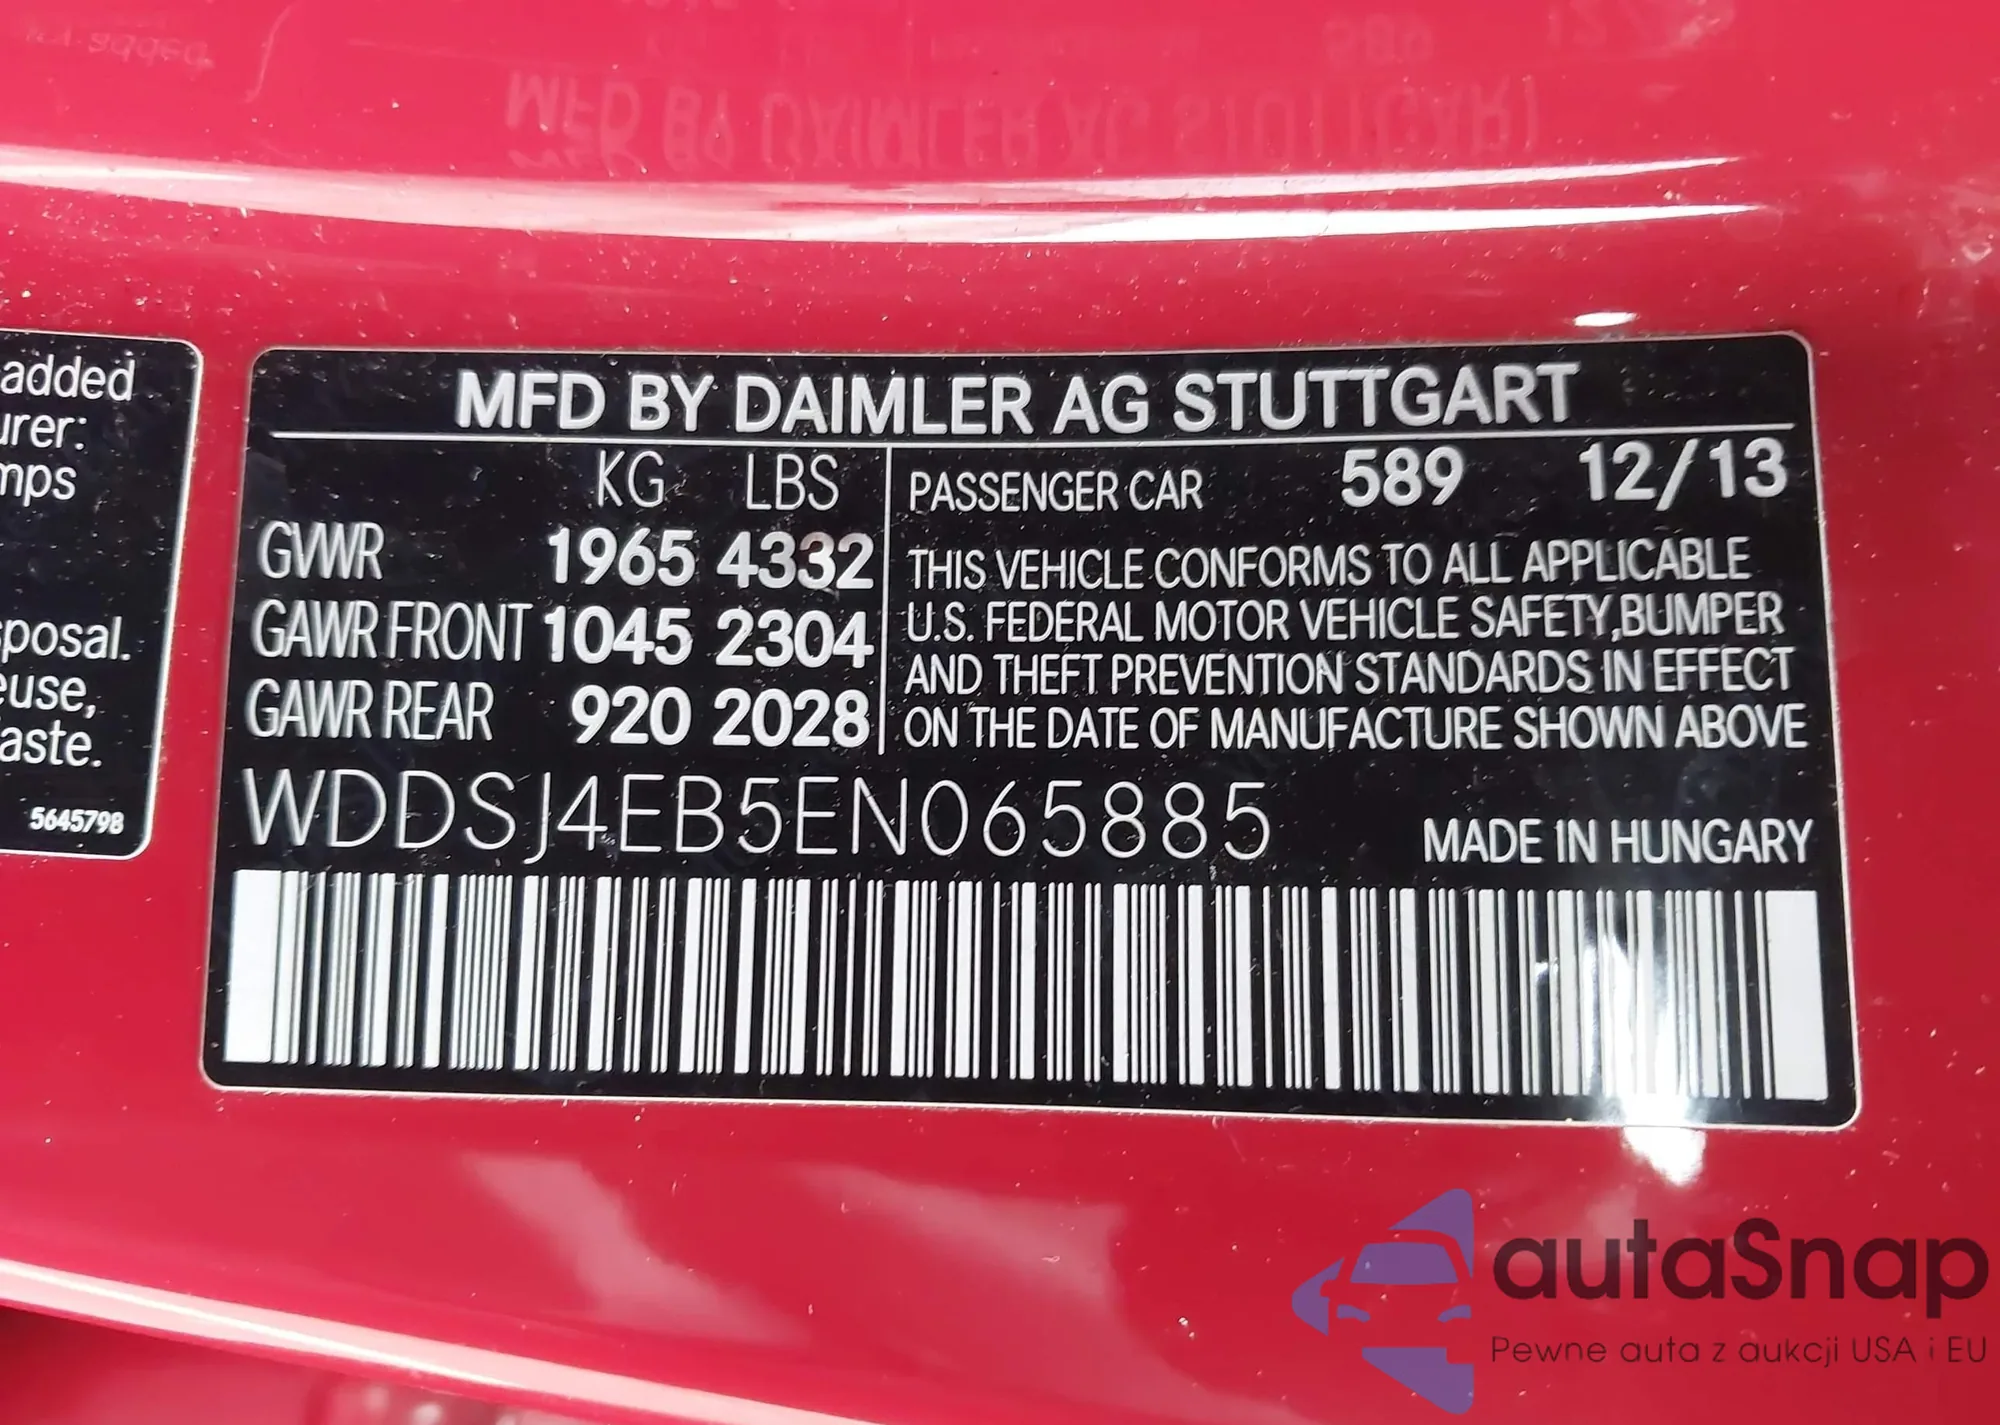 added
urer:
mps
posal.
euse,
aste.
5645798
MFD BY DAIMLER AG STUTTGART
KG LBS
GVWR 1965 4332
GAWR FRONT 1045 2304
GAWR REAR 920 2028
PASSENGER CAR 589 12/13
THIS VEHICLE CONFORMS TO ALL APPLICABLE
U.S. FEDERAL MOTOR VEHICLE SAFETY,BUMPER
AND THEFT PREVENTION STANDARDS IN EFFECT
ON THE DATE OF MANUFACTURE SHOWN ABOVE
WDDSJ4EB5EN065885
MADE IN HUNGARY
autaSnap
Pewne auta z aukcji USA i EU